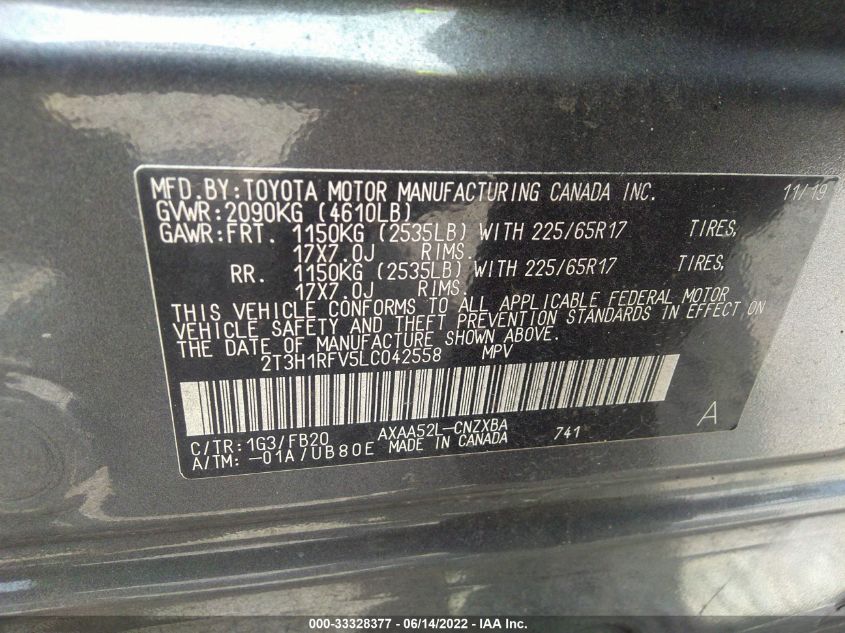 MFD. BY: TOYOTA MOTOR MANUFACTURING CANADA INC. 11/19
GVWR: 2090KG (4610LB)
GAWR: FRT. 1150KG (2535LB) WITH 225/65R17 TIRES,
17X7.0J RIMS.
RR. 1150KG (2535LB) WITH 225/65R17 TIRES,
17X7.0J RIMS.
THIS VEHICLE CONFORMS TO ALL APPLICABLE FEDERAL MOTOR
VEHICLE SAFETY AND THEFT PREVENTION STANDARDS IN EFFECT ON
THE DATE OF MANUFACTURE SHOWN ABOVE.
2T3H1RFV5LC042558 MPV
A
C/TR: 1G3/FB20 AXAA52L-CNZXBA 741
A/TM: -01A/UB80E MADE IN CANADA
000-33328377 - 06/14/2022 - IAA Inc.